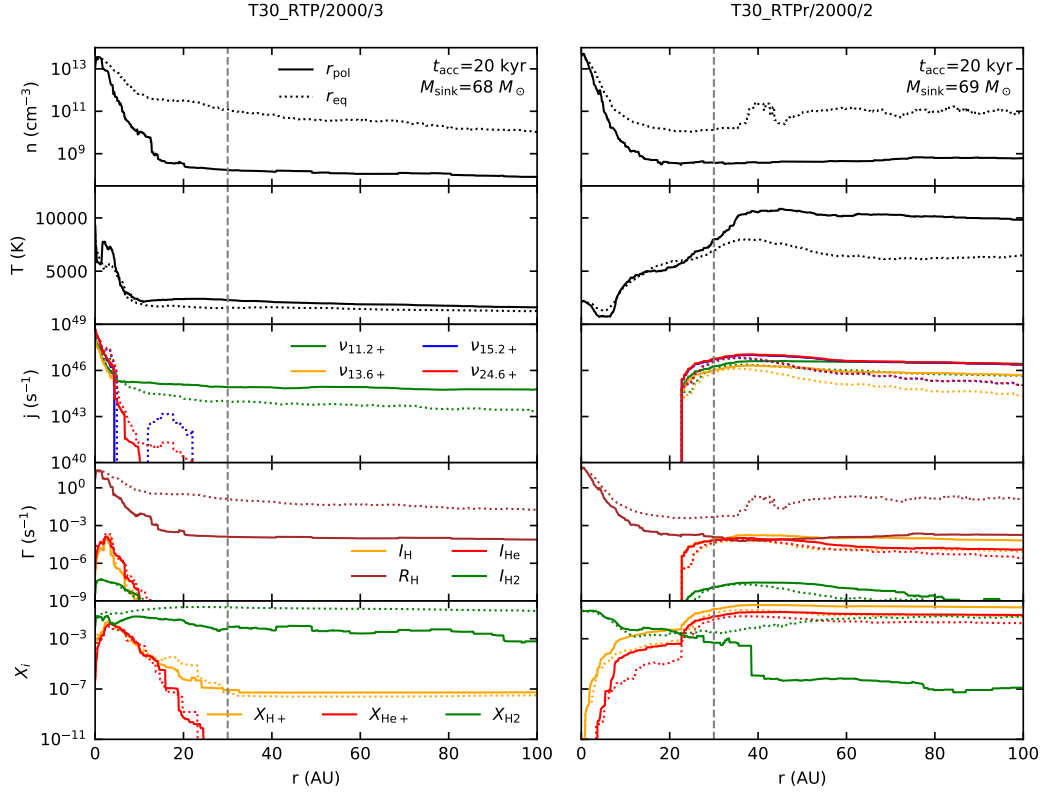 T30_RTP/2000/3 T30_RTPr/2000/2
n (cm⁻³)
10¹³
10¹¹
10⁹
r_pol
r_eq
t_acc=20 kyr
M_sink=68 M_⊙
t_acc=20 kyr
M_sink=69 M_⊙
T (K)
10000
5000
j (s⁻¹)
10⁴⁹
10⁴⁶
10⁴³
10⁴⁰
ν_11.2+ ν_15.2+
ν_13.6+ ν_24.6+
Γ (s⁻¹)
10⁰
10⁻³
10⁻⁶
10⁻⁹
I_H I_He
R_H I_H2
X_i
10⁻³
10⁻⁷
10⁻¹¹
X_H+ X_He+ X_H2
0 20 40 60 80 100
r (AU)
0 20 40 60 80 100
r (AU)